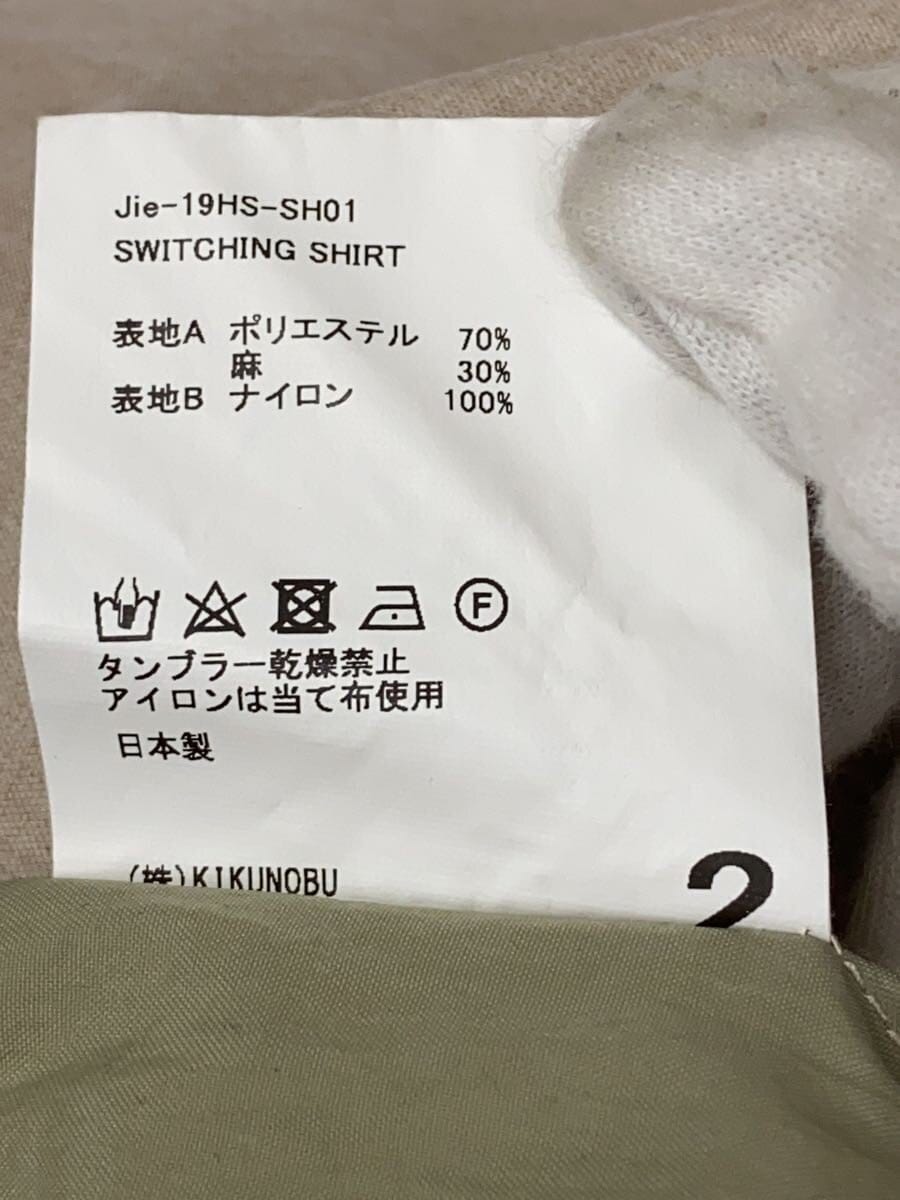 Jie-19HS-SH01
SWITCHING SHIRT
表地A ポリエステル 70%
麻 30%
表地B ナイロン 100%
F
タンブラー乾燥禁止
アイロンは当て布使用
日本製
(株)KIKUNOBU
2